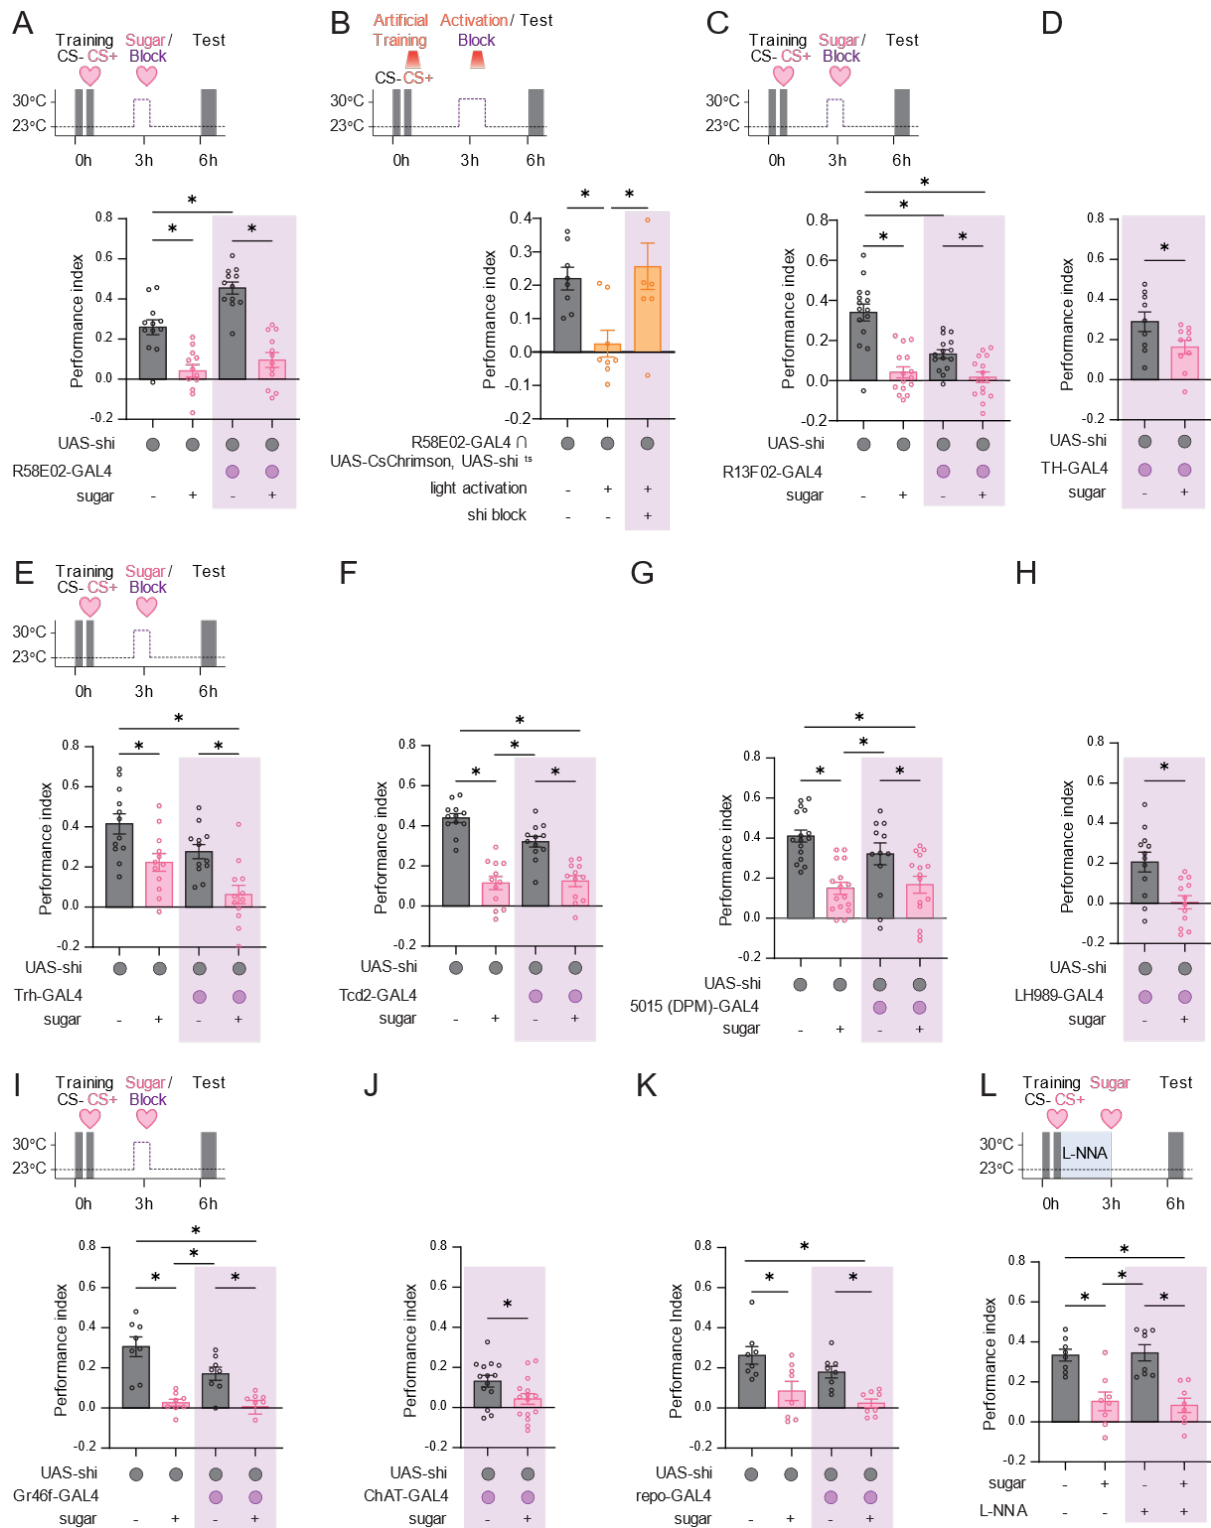 A
Training Sugar/ Test
CS- CS+ Block
30°C
23°C
0h 3h 6h
Performance index
0.8
0.6
0.4
0.2
0.0
-0.2
*
*
*
UAS-shi
R58E02-GAL4
sugar - + - +
B
Artificial Activation/ Test
Training Block
CS- CS+
30°C
23°C
0h 3h 6h
Performance index
0.4
0.3
0.2
0.1
0.0
-0.1
-0.2
* *
R58E02-GAL4 ∩
UAS-CsChrimson, UAS-shi ts
light activation - + +
shi block - - +
C
Training Sugar/ Test
CS- CS+ Block
30°C
23°C
0h 3h 6h
Performance index
0.8
0.6
0.4
0.2
0.0
-0.2
*
*
* *
UAS-shi
R13F02-GAL4
sugar - + - +
D
Performance index
0.8
0.6
0.4
0.2
0.0
-0.2
*
UAS-shi
TH-GAL4
sugar - +
E
Training Sugar/ Test
CS- CS+ Block
30°C
23°C
0h 3h 6h
Performance index
0.8
0.6
0.4
0.2
0.0
-0.2
*
* *
UAS-shi
Trh-GAL4
sugar - + - +
F
Performance index
0.8
0.6
0.4
0.2
0.0
-0.2
*
*
* *
UAS-shi
Tcd2-GAL4
sugar - + - +
G
Performance index
0.8
0.6
0.4
0.2
0.0
-0.2
*
*
* *
UAS-shi
5015 (DPM)-GAL4
sugar - + - +
H
Performance index
0.8
0.6
0.4
0.2
0.0
-0.2
*
UAS-shi
LH989-GAL4
sugar - +
I
Training Sugar/ Test
CS- CS+ Block
30°C
23°C
0h 3h 6h
Performance index
0.8
0.6
0.4
0.2
0.0
-0.2
*
*
* *
UAS-shi
Gr46f-GAL4
sugar - + - +
J
Performance index
0.8
0.6
0.4
0.2
0.0
-0.2
*
UAS-shi
ChAT-GAL4
sugar - +
K
Performance Index
0.8
0.6
0.4
0.2
0.0
-0.2
*
* *
UAS-shi
repo-GAL4
sugar - + - +
L
Training Sugar Test
CS- CS+
30°C
23°C
L-NNA
0h 3h 6h
Performance index
0.8
0.6
0.4
0.2
0.0
-0.2
*
*
* *
sugar - + - +
L-NNA - - + +